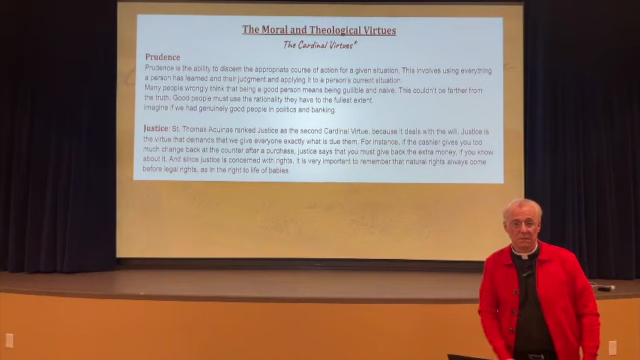 The Moral and Theological Virtues
The Cardinal Virtues*
Prudence
Prudence is the ability to discern the appropriate course of action for a given situation. This involves using everything
a person has learned and their judgment and applying it to a person's current situation.
Many people wrongly think that being a good person means being gullible and naive. This couldn't be farther from
the truth. Good people must use the rationality they have to the fullest extent.
Imagine if we had genuinely good people in politics and banking.
Justice: St. Thomas Aquinas ranked Justice as the second Cardinal Virtue, because it deals with the will. Justice is
the virtue that demands that we give everyone exactly what is due them. For instance, if the cashier gives you too
much change back at the counter after a purchase, justice says that you must give back the extra money, if you know
about it. And since justice is concerned with rights, it is very important to remember that natural rights always come
before legal rights, as in the right to life of babies.